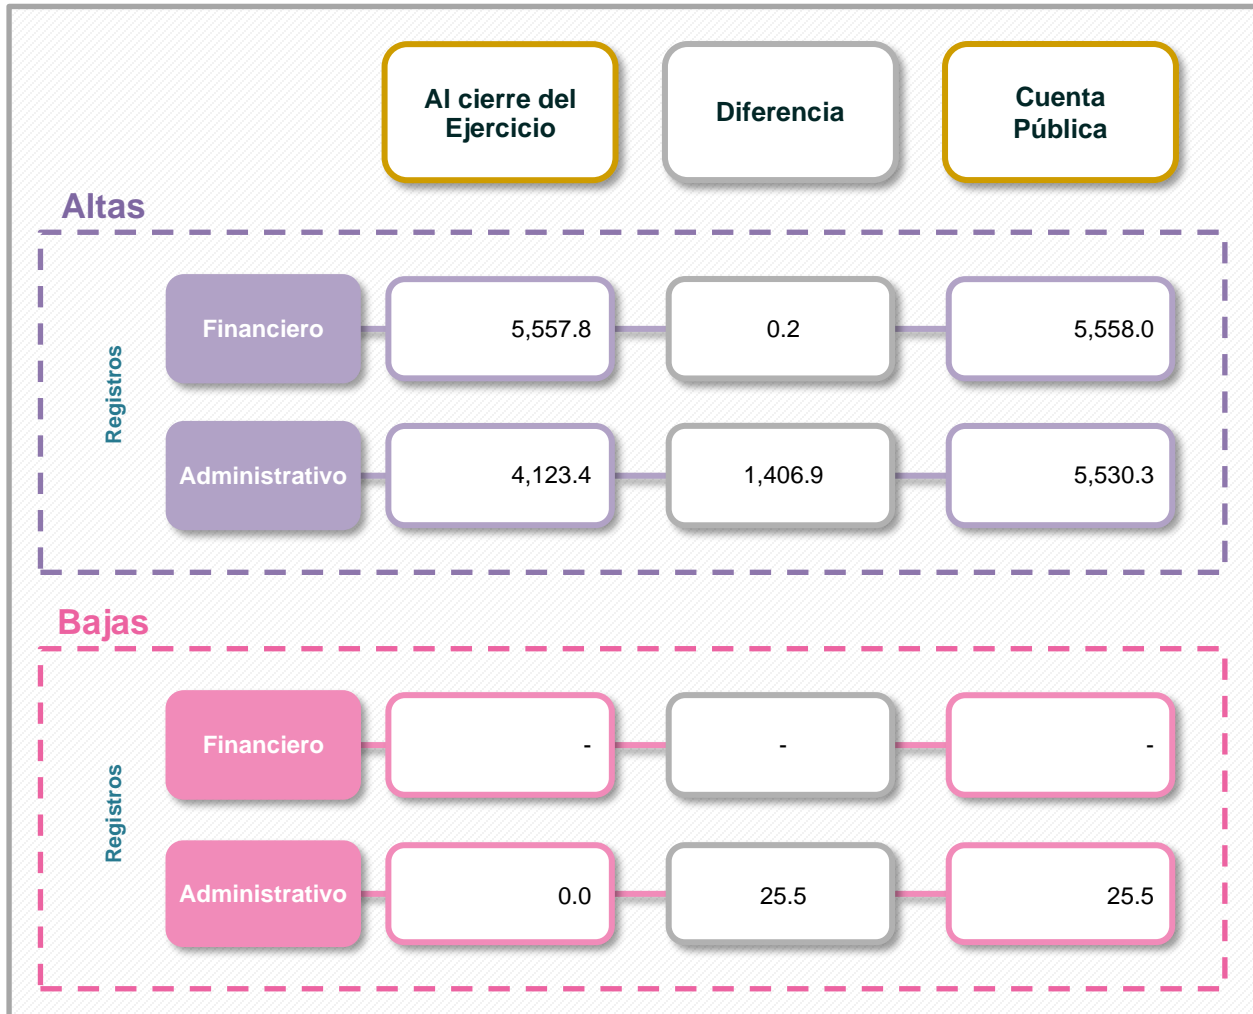 Al cierre del
Ejercicio
Diferencia
Cuenta
Pública
Altas
Registros
Financiero
5,557.8
0.2
5,558.0
Administrativo
4,123.4
1,406.9
5,530.3
Bajas
Registros
Financiero
-
-
-
Administrativo
0.0
25.5
25.5